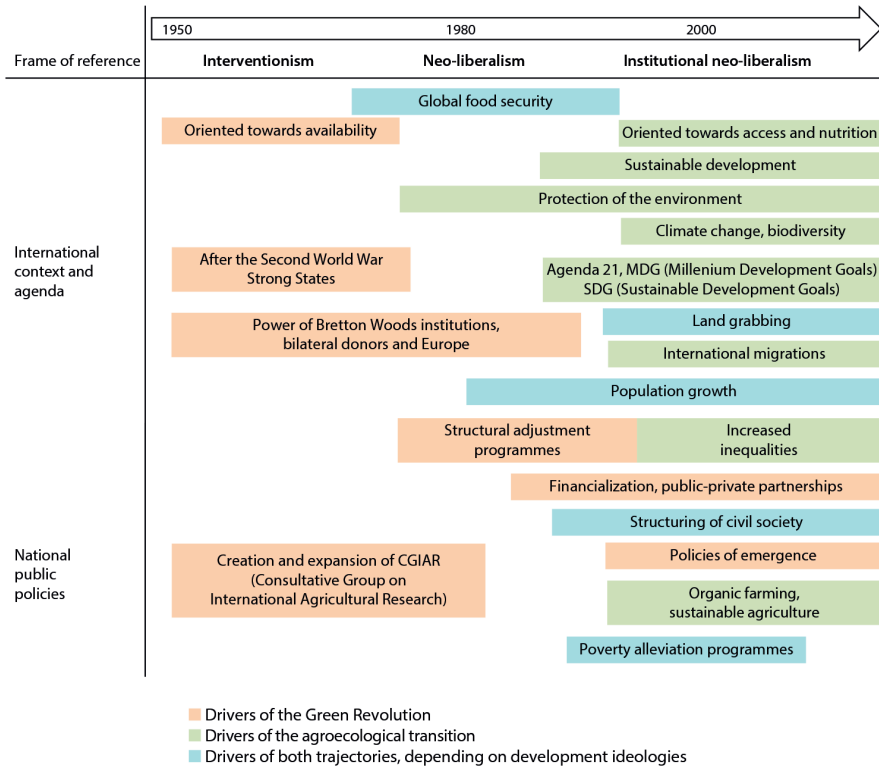 1950 1980 2000
Frame of reference Interventionism Neo-liberalism Institutional neo-liberalism
Global food security
Oriented towards availability
Oriented towards access and nutrition
Sustainable development
Protection of the environment
Climate change, biodiversity
International
context and
agenda
After the Second World War
Strong States
Agenda 21, MDG (Millenium Development Goals)
SDG (Sustainable Development Goals)
Power of Bretton Woods institutions,
bilateral donors and Europe
Land grabbing
International migrations
Population growth
Structural adjustment
programmes
Increased
inequalities
Financialization, public-private partnerships
Structuring of civil society
National
public
policies
Creation and expansion of CGIAR
(Consultative Group on
International Agricultural Research)
Policies of emergence
Organic farming,
sustainable agriculture
Poverty alleviation programmes
Drivers of the Green Revolution
Drivers of the agroecological transition
Drivers of both trajectories, depending on development ideologies